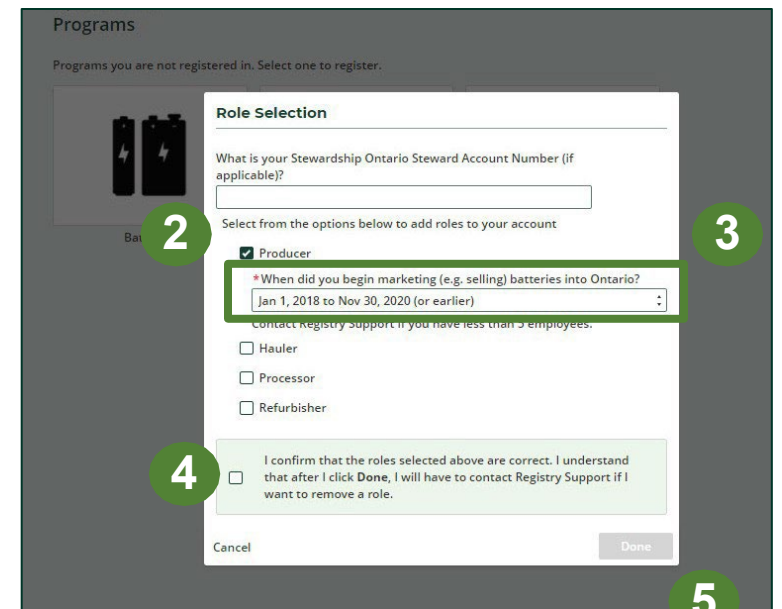 Programs
Programs you are not registered in. Select one to register.
Role Selection
What is your Stewardship Ontario Steward Account Number (if
applicable)?
Select from the options below to add roles to your account
2
3
Producer
*When did you begin marketing (e.g. selling) batteries into Ontario?
Jan 1, 2018 to Nov 30, 2020 (or earlier)
Contact Registry Support if you have less than 5 employees.
Hauler
Processor
Refurbisher
4
I confirm that the roles selected above are correct. I understand
that after I click Done, I will have to contact Registry Support if I
want to remove a role.
Cancel
Done
5